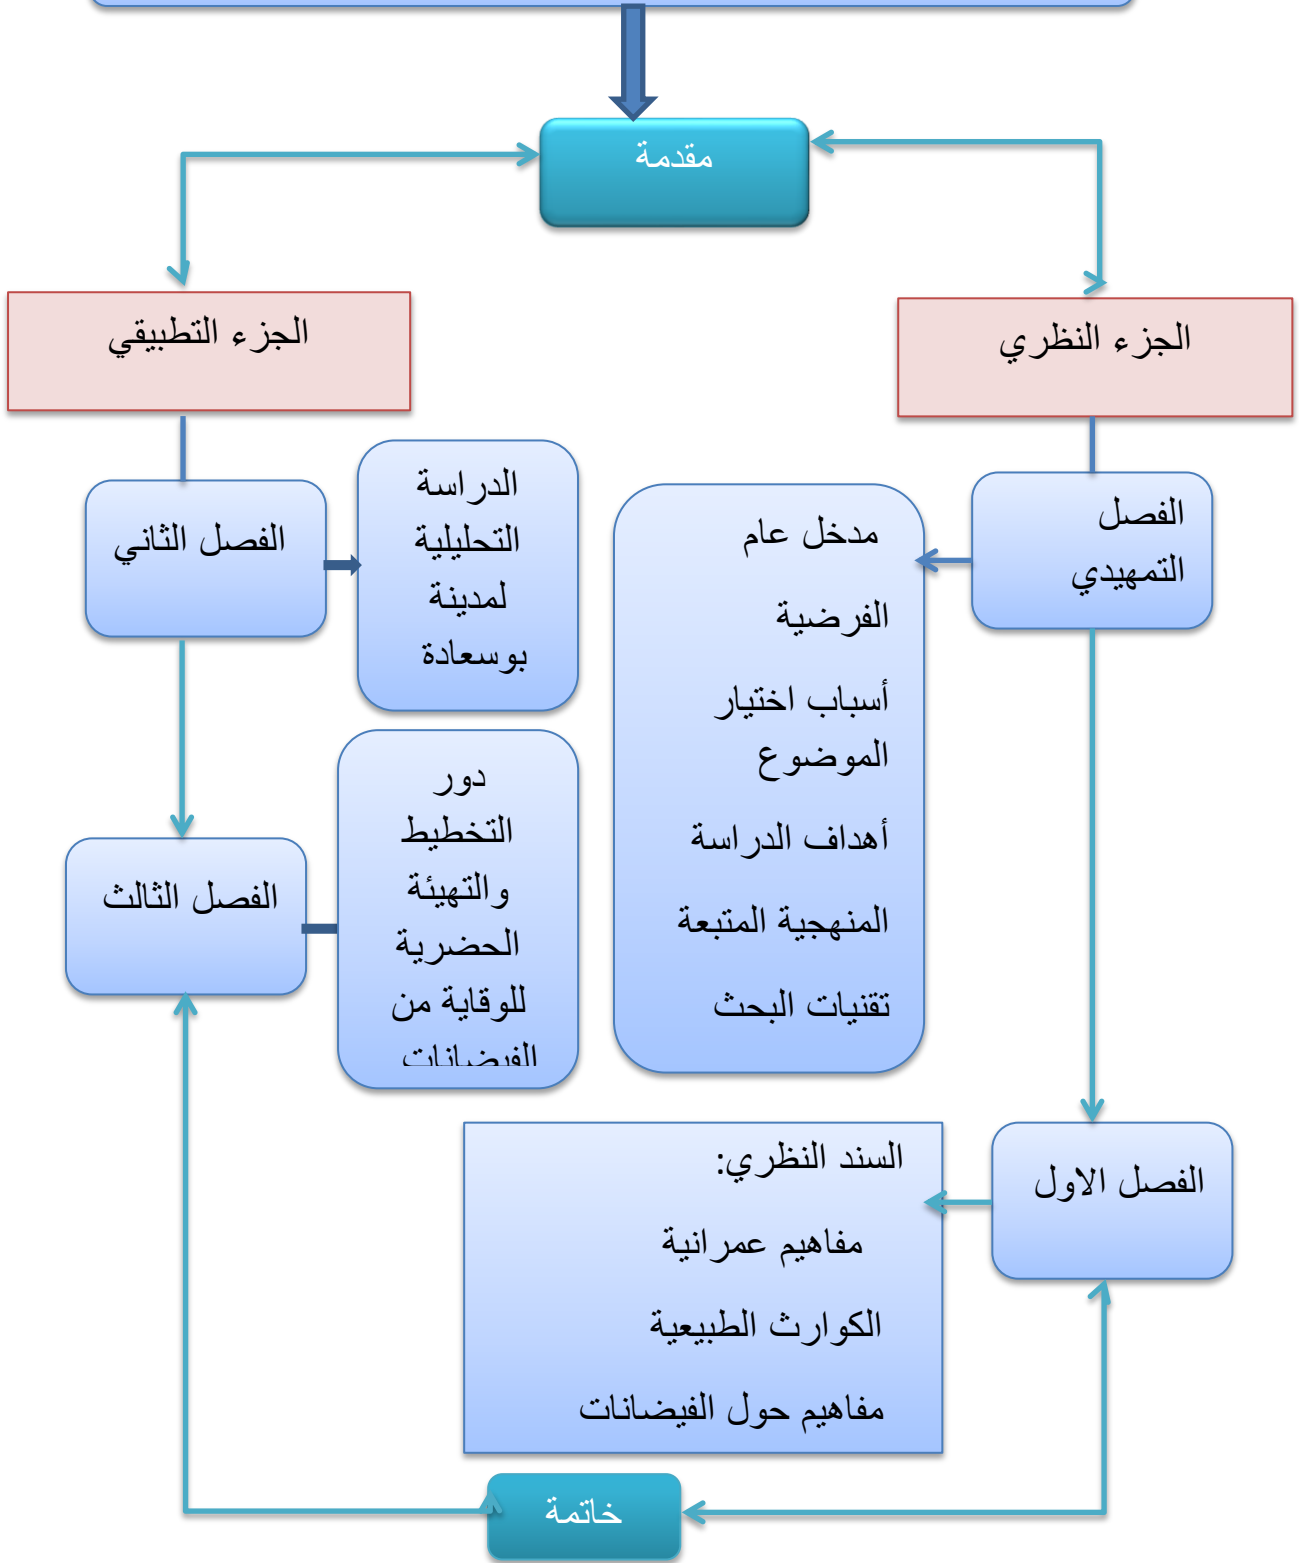 مقدمة
الجزء النظري
الجزء التطبيقي
الفصل
التمهيدي
مدخل عام
الفرضية
أسباب اختيار
الموضوع
أهداف الدراسة
المنهجية المتبعة
تقنيات البحث
الفصل الاول
السند النظري:
مفاهيم عمرانية
الكوارث الطبيعية
مفاهيم حول الفيضانات
الفصل الثاني
الدراسة
التحليلية
لمدينة
بوسعادة
الفصل الثالث
دور
التخطيط
والتهيئة
الحضرية
للوقاية من
الفيضانات
خاتمة